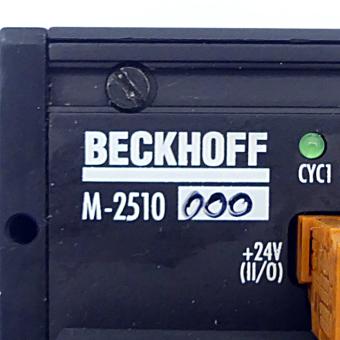 BECKHOFF
CYC1
M-2510 000
+24V
(II/O)